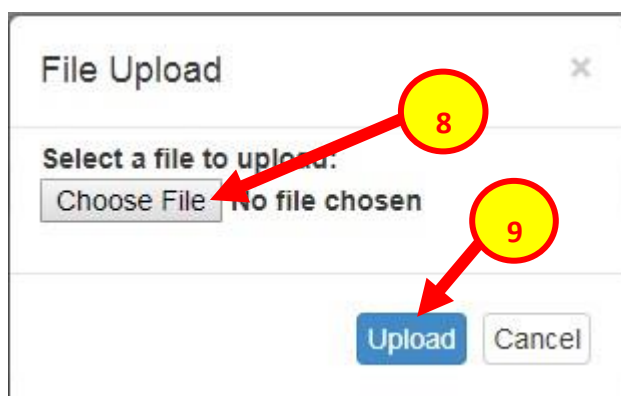 File Upload ×
8
Select a file to upload:
Choose File No file chosen
9
Upload Cancel